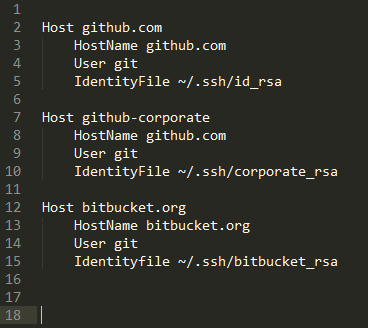 1
2 Host github.com
3 HostName github.com
4 User git
5 IdentityFile ~/.ssh/id_rsa
6
7 Host github-corporate
8 HostName github.com
9 User git
10 IdentityFile ~/.ssh/corporate_rsa
11
12 Host bitbucket.org
13 HostName bitbucket.org
14 User git
15 Identityfile ~/.ssh/bitbucket_rsa
16
17
18